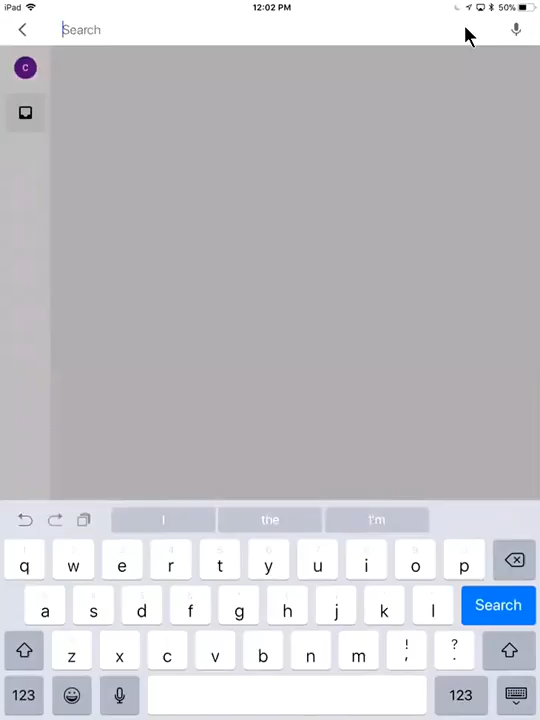 iPad 12:02 PM 50%
Search
C
I the I'm
q w e r t y u i o p
a s d f g h j k l Search
z x c v b n m ! , ? .
123 123